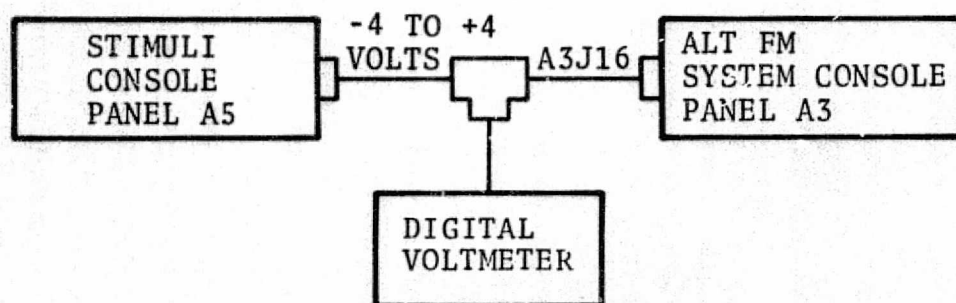 STIMULI
CONSOLE
PANEL A5
-4 TO +4
VOLTS
A3J16
ALT FM
SYSTEM CONSOLE
PANEL A3
DIGITAL
VOLTMETER